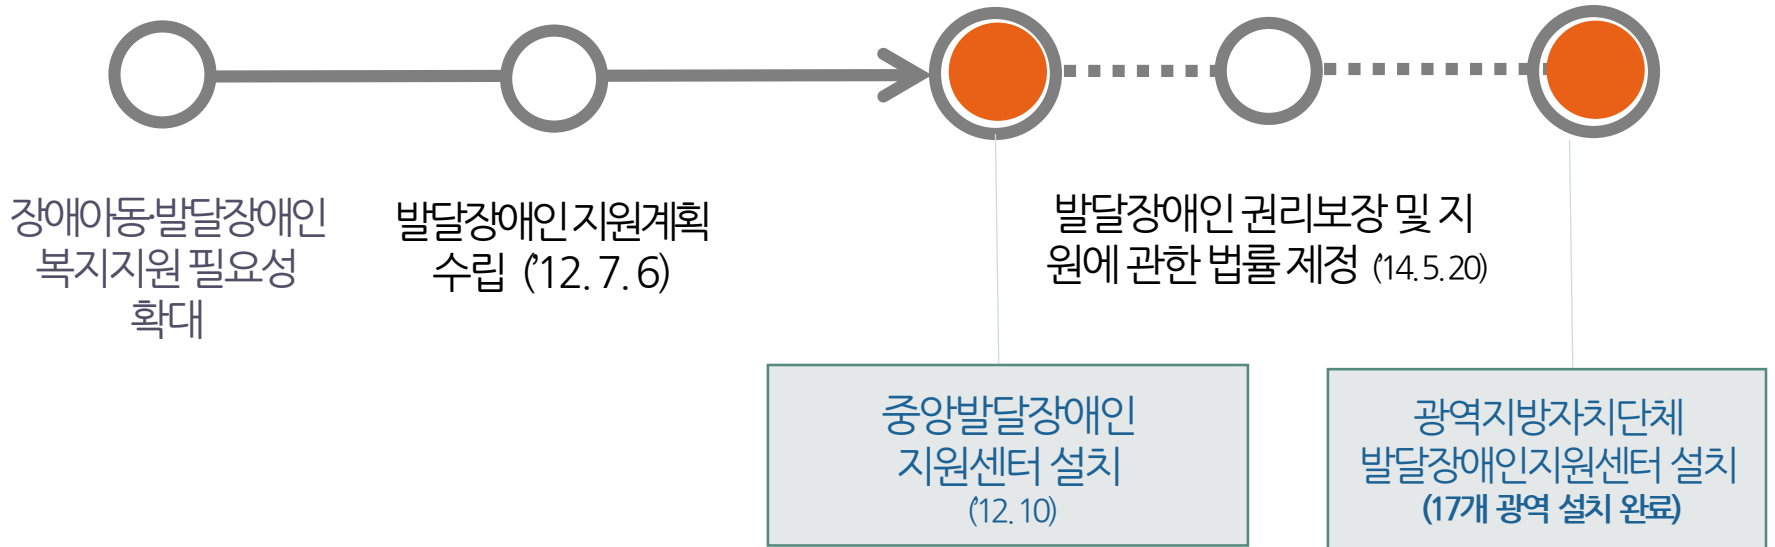 장애아동·발달장애인
복지지원 필요성
확대
발달장애인 지원계획
수립 ('12. 7. 6)
발달장애인 권리보장 및 지
원에 관한 법률 제정 ('14. 5. 20)
중앙발달장애인
지원센터 설치
('12. 10)
광역지방자치단체
발달장애인지원센터 설치
(17개 광역 설치 완료)